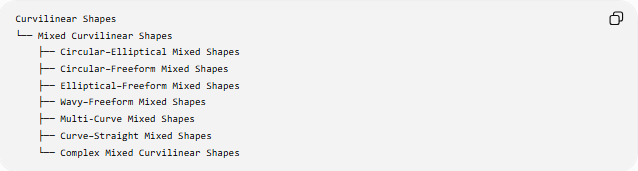 Curvilinear Shapes
└── Mixed Curvilinear Shapes
    ├── Circular–Elliptical Mixed Shapes
    ├── Circular–Freeform Mixed Shapes
    ├── Elliptical–Freeform Mixed Shapes
    ├── Wavy–Freeform Mixed Shapes
    ├── Multi-Curve Mixed Shapes
    ├── Curve–Straight Mixed Shapes
    └── Complex Mixed Curvilinear Shapes